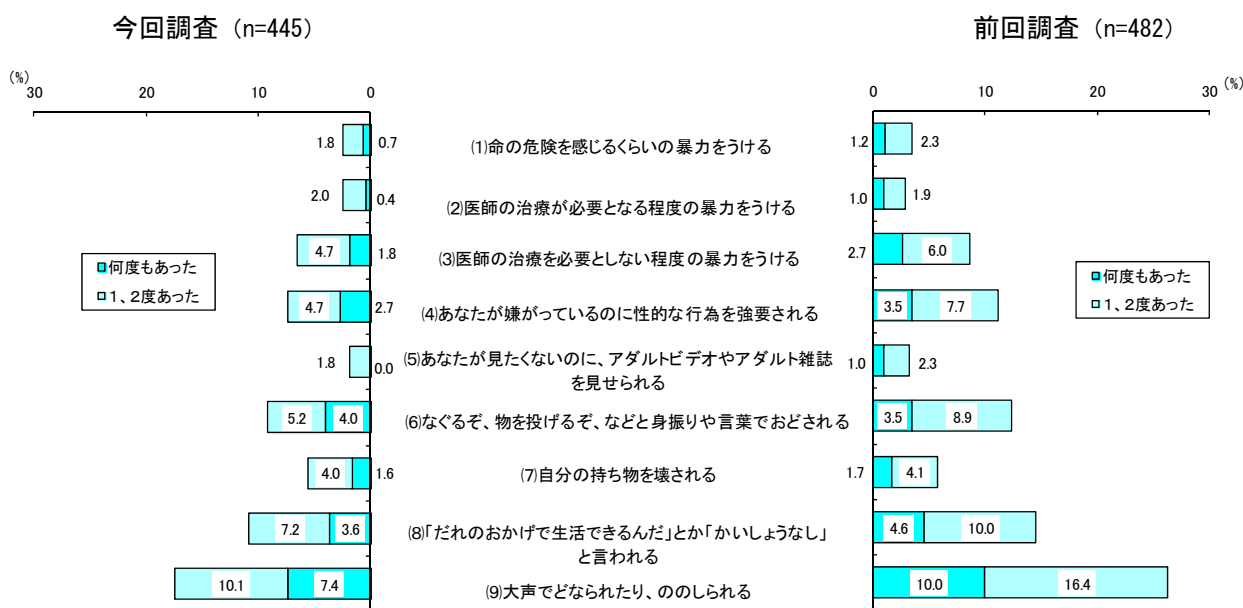 今回調査 (n=445)
前回調査 (n=482)
(%)
30 20 10 0
0 10 20 30 (%)
1.8 0.7 ⑴命の危険を感じるくらいの暴力をうける 1.2 2.3
2.0 0.4 ⑵医師の治療が必要となる程度の暴力をうける 1.0 1.9
4.7 1.8 ⑶医師の治療を必要としない程度の暴力をうける 2.7 6.0
何度もあった
1、2度あった
何度もあった
1、2度あった
4.7 2.7 ⑷あなたが嫌がっているのに性的な行為を強要される 3.5 7.7
1.8 0.0 ⑸あなたが見たくないのに、アダルトビデオやアダルト雑誌 1.0 2.3
を見せられる
5.2 4.0 ⑹なぐるぞ、物を投げるぞ、などと身振りや言葉でおどされる 3.5 8.9
4.0 1.6 ⑺自分の持ち物を壊される 1.7 4.1
7.2 3.6 ⑻「だれのおかげで生活できるんだ」とか「かいしょうなし」 4.6 10.0
と言われる
10.1 7.4 ⑼大声でどなられたり、ののしられる 10.0 16.4